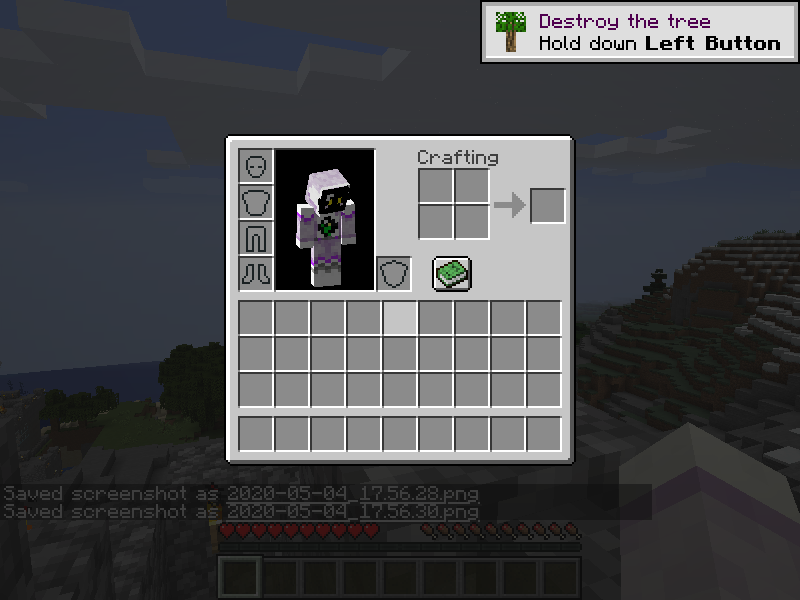 Destroy the tree
Hold down Left Button
Crafting
Saved screenshot as 2020-05-04_17.56.28.png
Saved screenshot as 2020-05-04_17.56.30.png